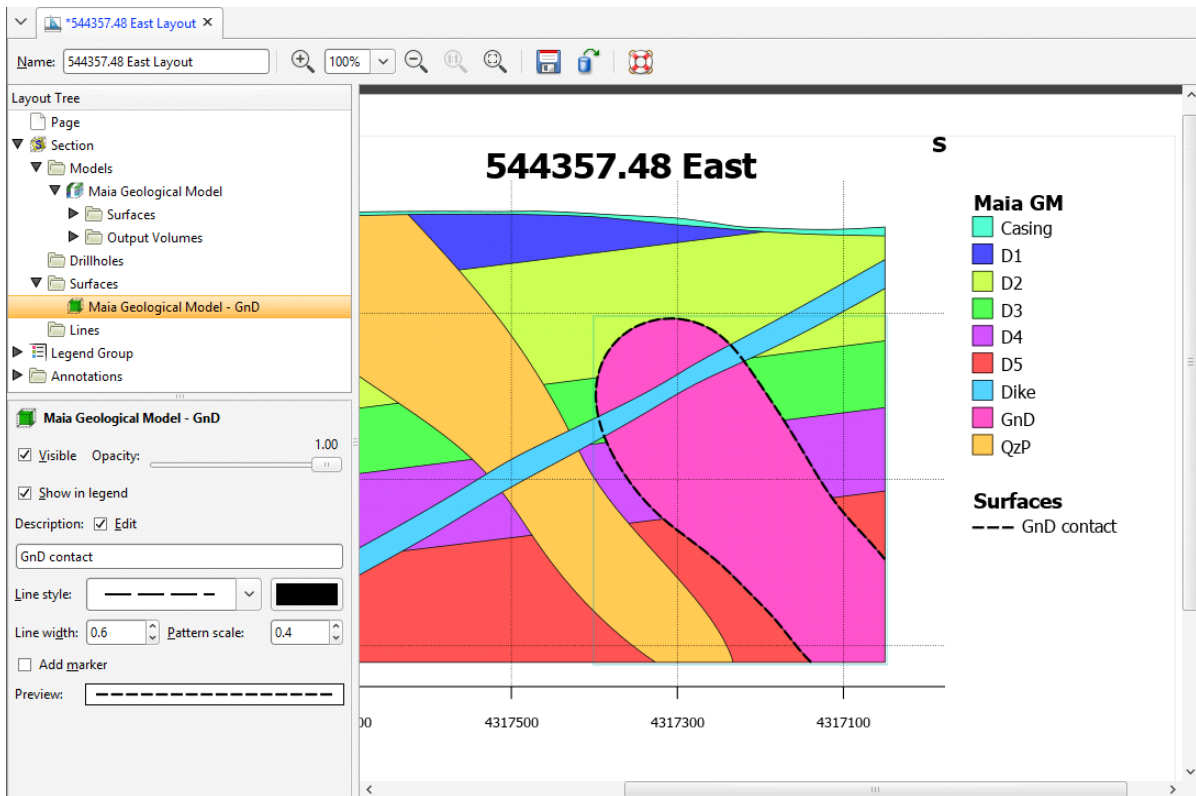 *544357.48 East Layout
Name: 544357.48 East Layout
100%
1:1
Layout Tree
Page
Section
Models
Maia Geological Model
Surfaces
Output Volumes
Drillholes
Surfaces
Maia Geological Model - GnD
Lines
Legend Group
Annotations
Maia Geological Model - GnD
Visible Opacity: 1.00
Show in legend
Description: Edit
GnD contact
Line style:
Line width: 0.6 Pattern scale: 0.4
Add marker
Preview:
S
544357.48 East
Maia GM
Casing
D1
D2
D3
D4
D5
Dike
GnD
QzP
Surfaces
GnD contact
4317500 4317300 4317100